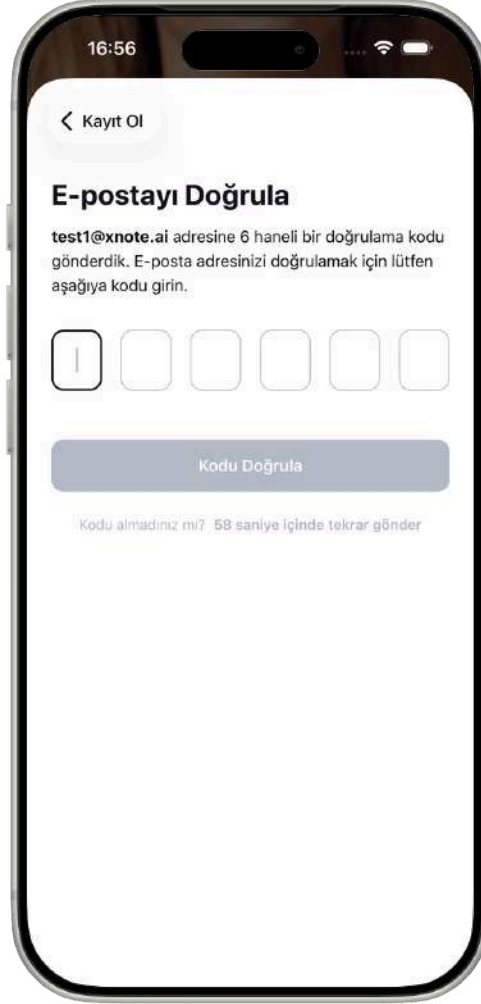 16:56
Kayıt Ol
E-postayı Doğrula
test1@xnote.ai adresine 6 haneli bir doğrulama kodu
gönderdik. E-posta adresinizi doğrulamak için lütfen
aşağıya kodu girin.
Kodu Doğrula
Kodu almadınız mı? 58 saniye içinde tekrar gönder